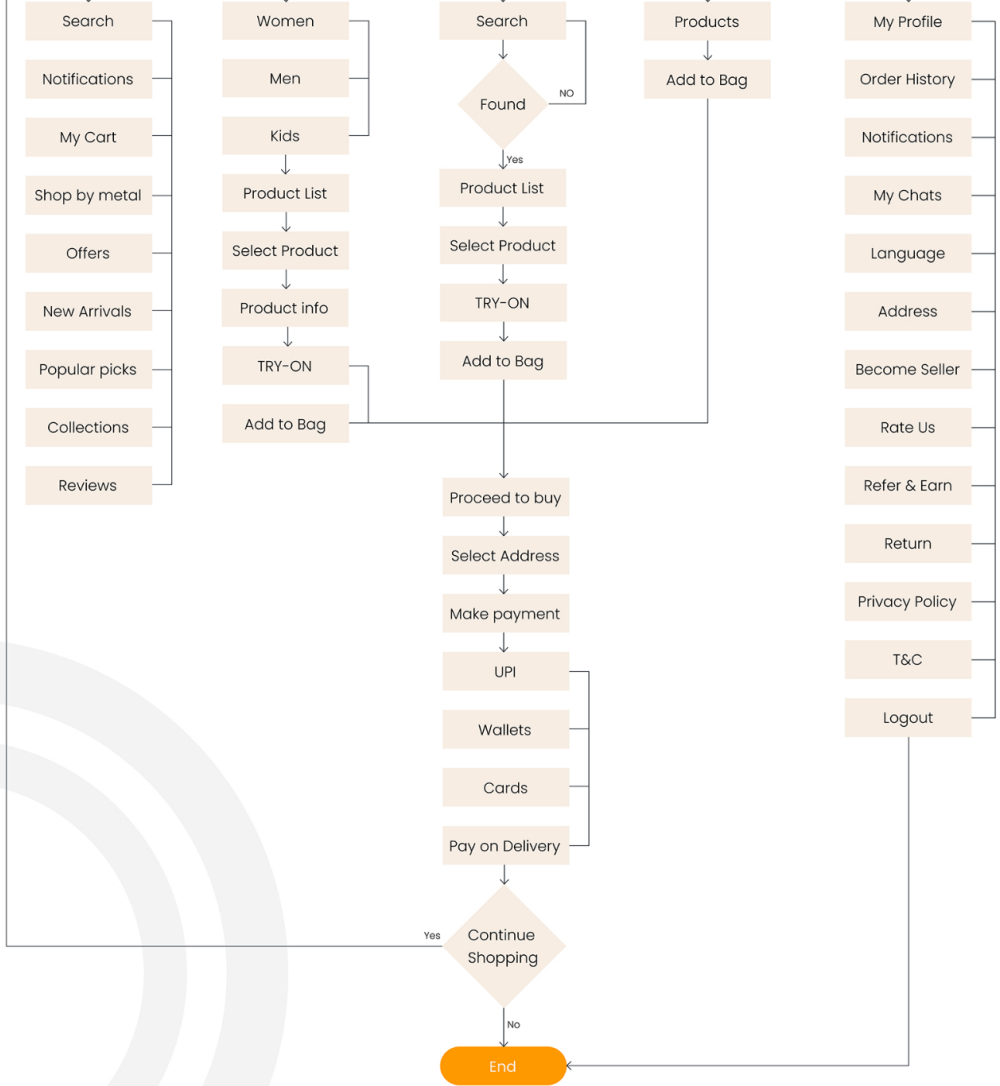 Search
Notifications
My Cart
Shop by metal
Offers
New Arrivals
Popular picks
Collections
Reviews
Women
Men
Kids
Product List
Select Product
Product info
TRY-ON
Add to Bag
Search
Found
NO
Yes
Product List
Select Product
TRY-ON
Add to Bag
Products
Add to Bag
Proceed to buy
Select Address
Make payment
UPI
Wallets
Cards
Pay on Delivery
Yes
Continue
Shopping
No
End
My Profile
Order History
Notifications
My Chats
Language
Address
Become Seller
Rate Us
Refer & Earn
Return
Privacy Policy
T&C
Logout